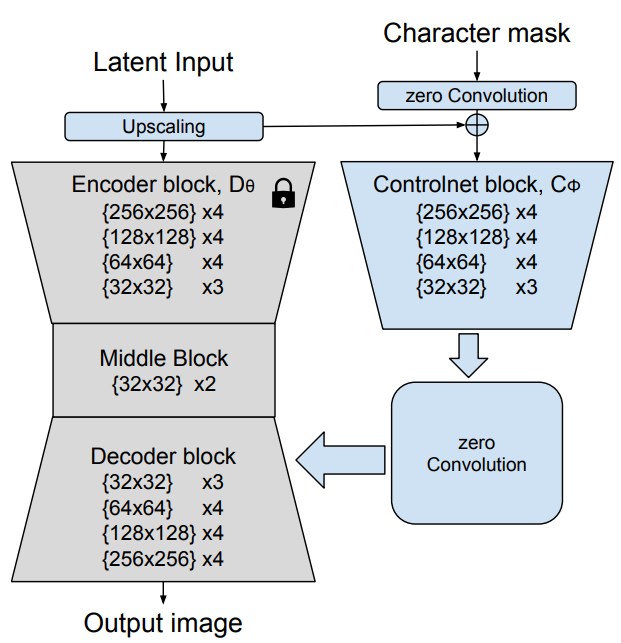 Character mask
Latent Input
zero Convolution
Upscaling
Encoder block, Dθ
{256x256} x4
{128x128} x4
{64x64} x4
{32x32} x3
Controlnet block, CΦ
{256x256} x4
{128x128} x4
{64x64} x4
{32x32} x3
Middle Block
{32x32} x2
zero
Convolution
Decoder block
{32x32} x3
{64x64} x4
{128x128} x4
{256x256} x4
Output image